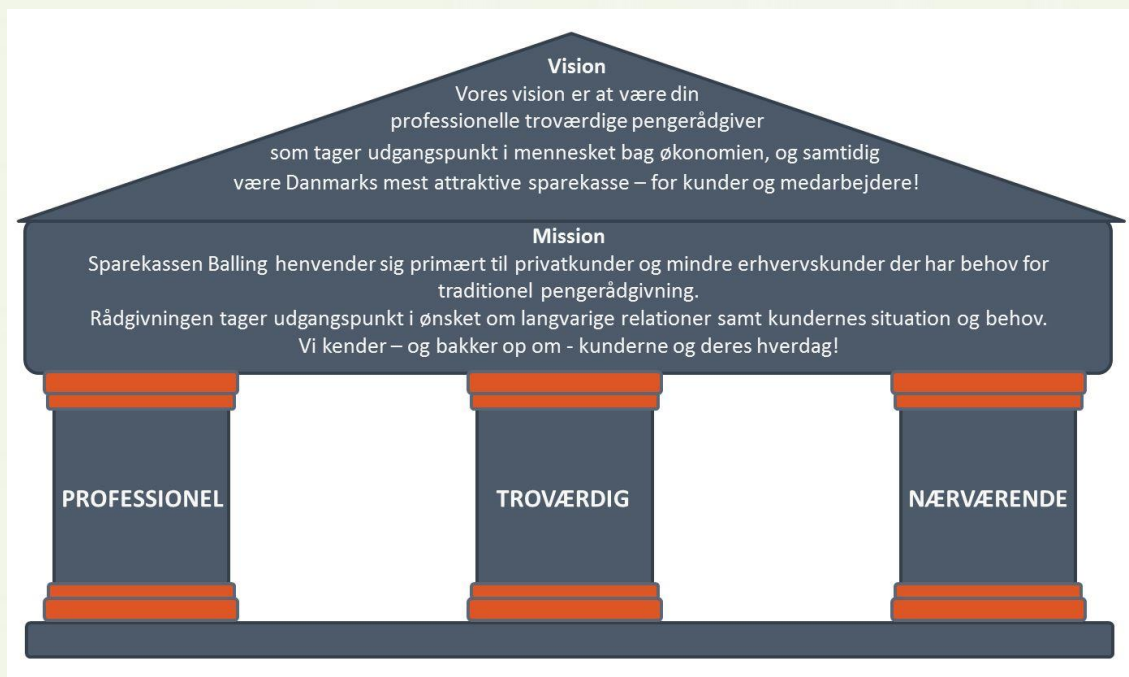 Vision
Vores vision er at være din
professionelle troværdige pengerådgiver
som tager udgangspunkt i mennesket bag økonomien, og samtidig
være Danmarks mest attraktive sparekasse – for kunder og medarbejdere!
Mission
Sparekassen Balling henvender sig primært til privatkunder og mindre erhvervskunder der har behov for
traditionel pengerådgivning.
Rådgivningen tager udgangspunkt i ønsket om langvarige relationer samt kundernes situation og behov.
Vi kender – og bakker op om - kunderne og deres hverdag!
PROFESSIONEL
TROVÆRDIG
NÆRVÆRENDE